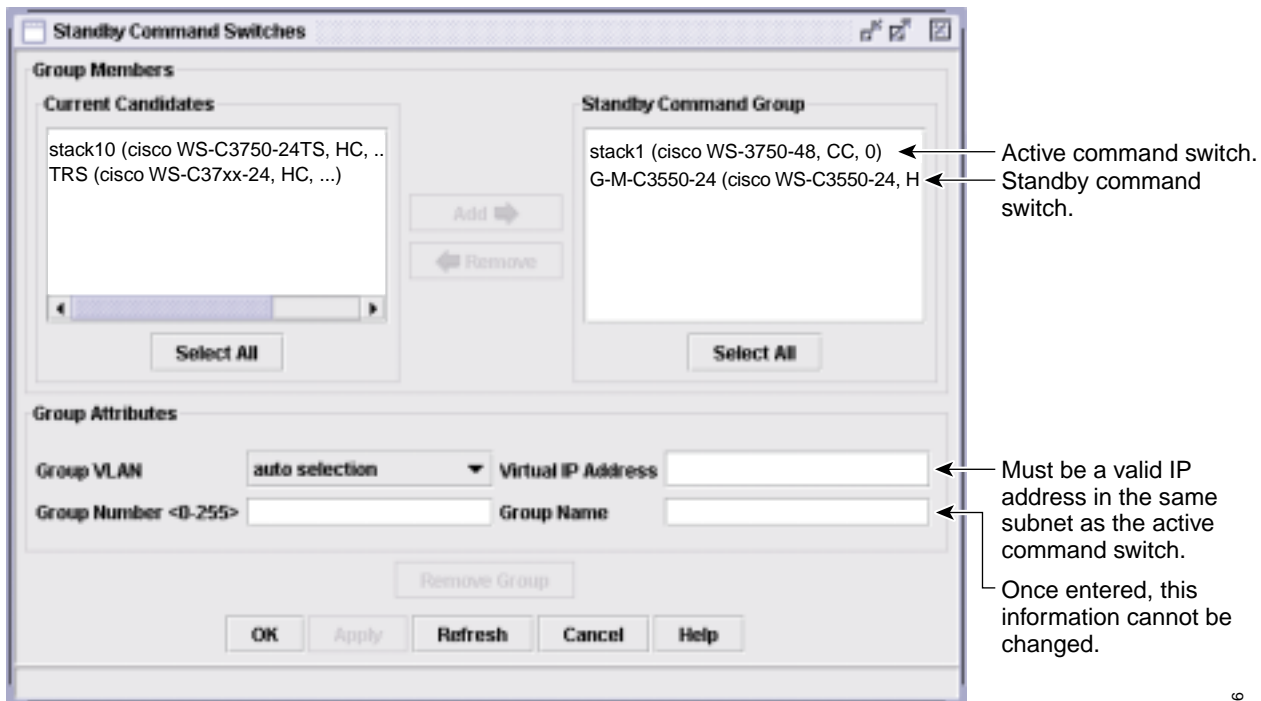 Standby Command Switches
Group Members
Current Candidates
stack10 (cisco WS-C3750-24TS, HC, ..
TRS (cisco WS-C37xx-24, HC, ...)
Select All
Add
Remove
Standby Command Group
stack1 (cisco WS-3750-48, CC, 0)
G-M-C3550-24 (cisco WS-C3550-24, H
Select All
Active command switch.
Standby command
switch.
Group Attributes
Group VLAN auto selection Virtual IP Address
Group Number <0-255> Group Name
Must be a valid IP
address in the same
subnet as the active
command switch.
Once entered, this
information cannot be
changed.
Remove Group
OK Apply Refresh Cancel Help